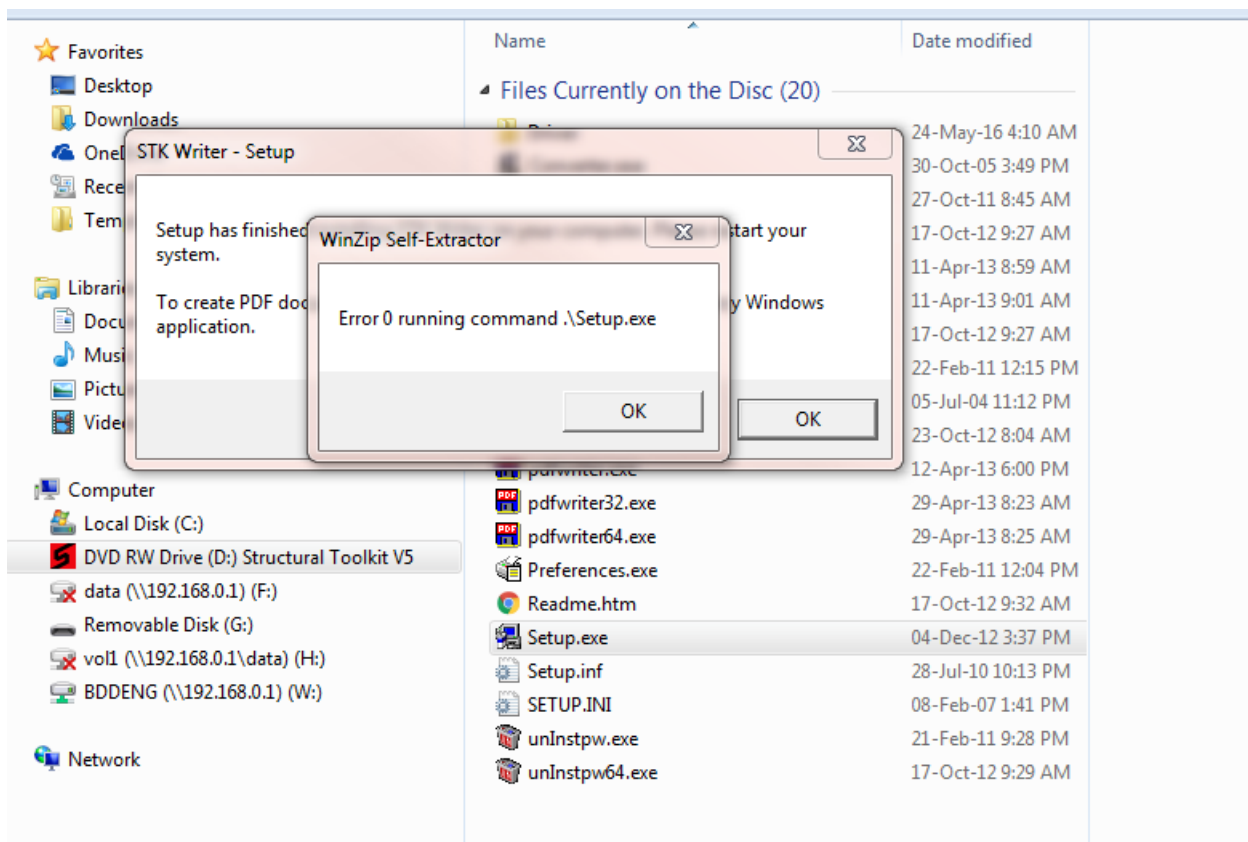 Name
Date modified
Favorites
Desktop
Downloads
OneD
Rece
Tem
Libraries
Docu
Musi
Pictu
Vide
Computer
Local Disk (C:)
DVD RW Drive (D:) Structural Toolkit V5
data (\\192.168.0.1) (F:)
Removable Disk (G:)
vol1 (\\192.168.0.1\data) (H:)
BDDENG (\\192.168.0.1) (W:)
Network
Files Currently on the Disc (20)
24-May-16 4:10 AM
30-Oct-05 3:49 PM
27-Oct-11 8:45 AM
17-Oct-12 9:27 AM
11-Apr-13 8:59 AM
11-Apr-13 9:01 AM
17-Oct-12 9:27 AM
22-Feb-11 12:15 PM
05-Jul-04 11:12 PM
23-Oct-12 8:04 AM
pdfwriter.exe 12-Apr-13 6:00 PM
pdfwriter32.exe 29-Apr-13 8:23 AM
pdfwriter64.exe 29-Apr-13 8:25 AM
Preferences.exe 22-Feb-11 12:04 PM
Readme.htm 17-Oct-12 9:32 AM
Setup.exe 04-Dec-12 3:37 PM
Setup.inf 28-Jul-10 10:13 PM
SETUP.INI 08-Feb-07 1:41 PM
unInstpw.exe 21-Feb-11 9:28 PM
unInstpw64.exe 17-Oct-12 9:29 AM
STK Writer - Setup
Setup has finished start your
system.
To create PDF doc y Windows
application.
OK
WinZip Self-Extractor
Error 0 running command .\Setup.exe
OK